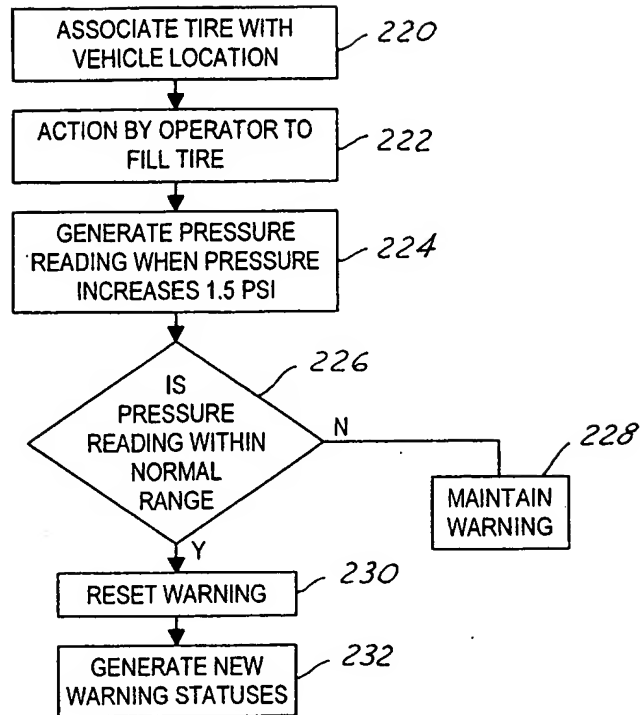 ASSOCIATE TIRE WITH
VEHICLE LOCATION
220
ACTION BY OPERATOR TO
FILL TIRE
222
GENERATE PRESSURE
READING WHEN PRESSURE
INCREASES 1.5 PSI
224
IS
PRESSURE
READING WITHIN
NORMAL
RANGE
226
N
228
MAINTAIN
WARNING
Y
RESET WARNING
230
GENERATE NEW
WARNING STATUSES
232